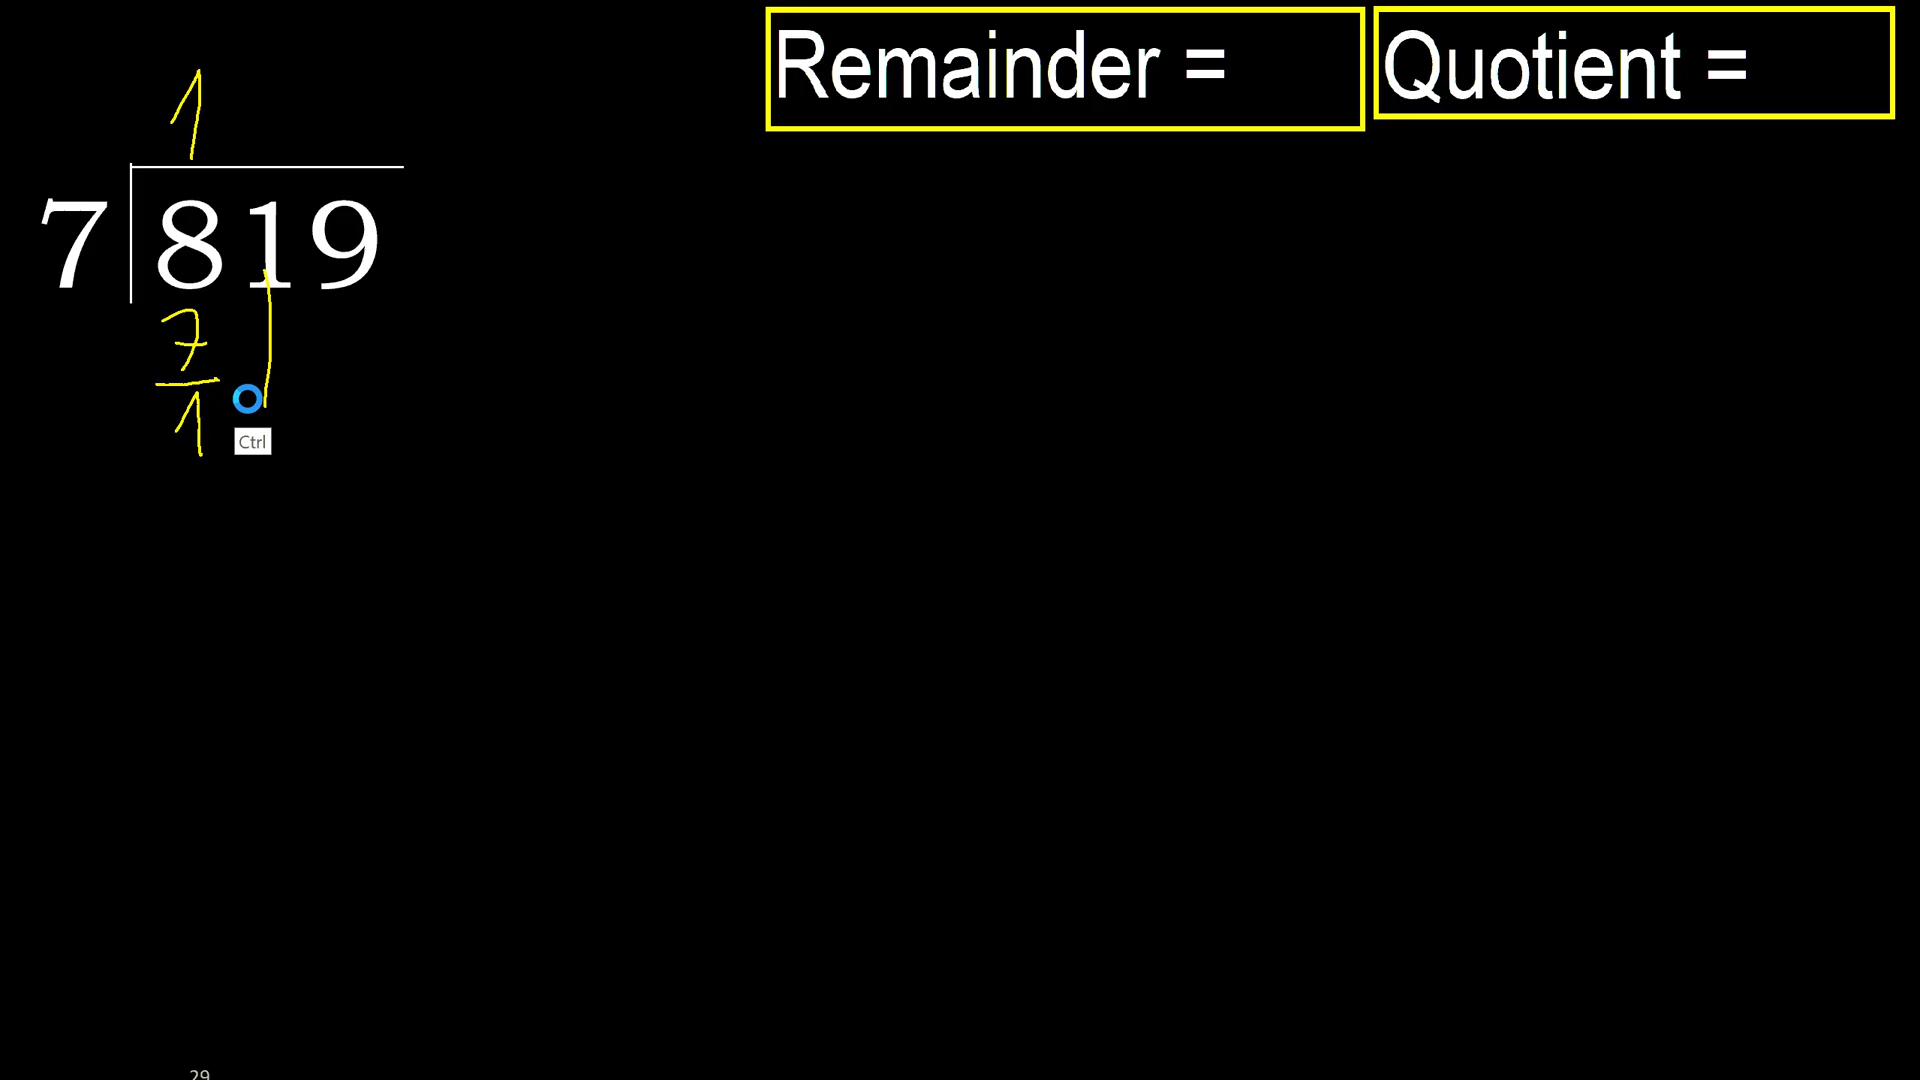 Remainder =
Quotient =
1
7 819
7
1
Ctrl
29